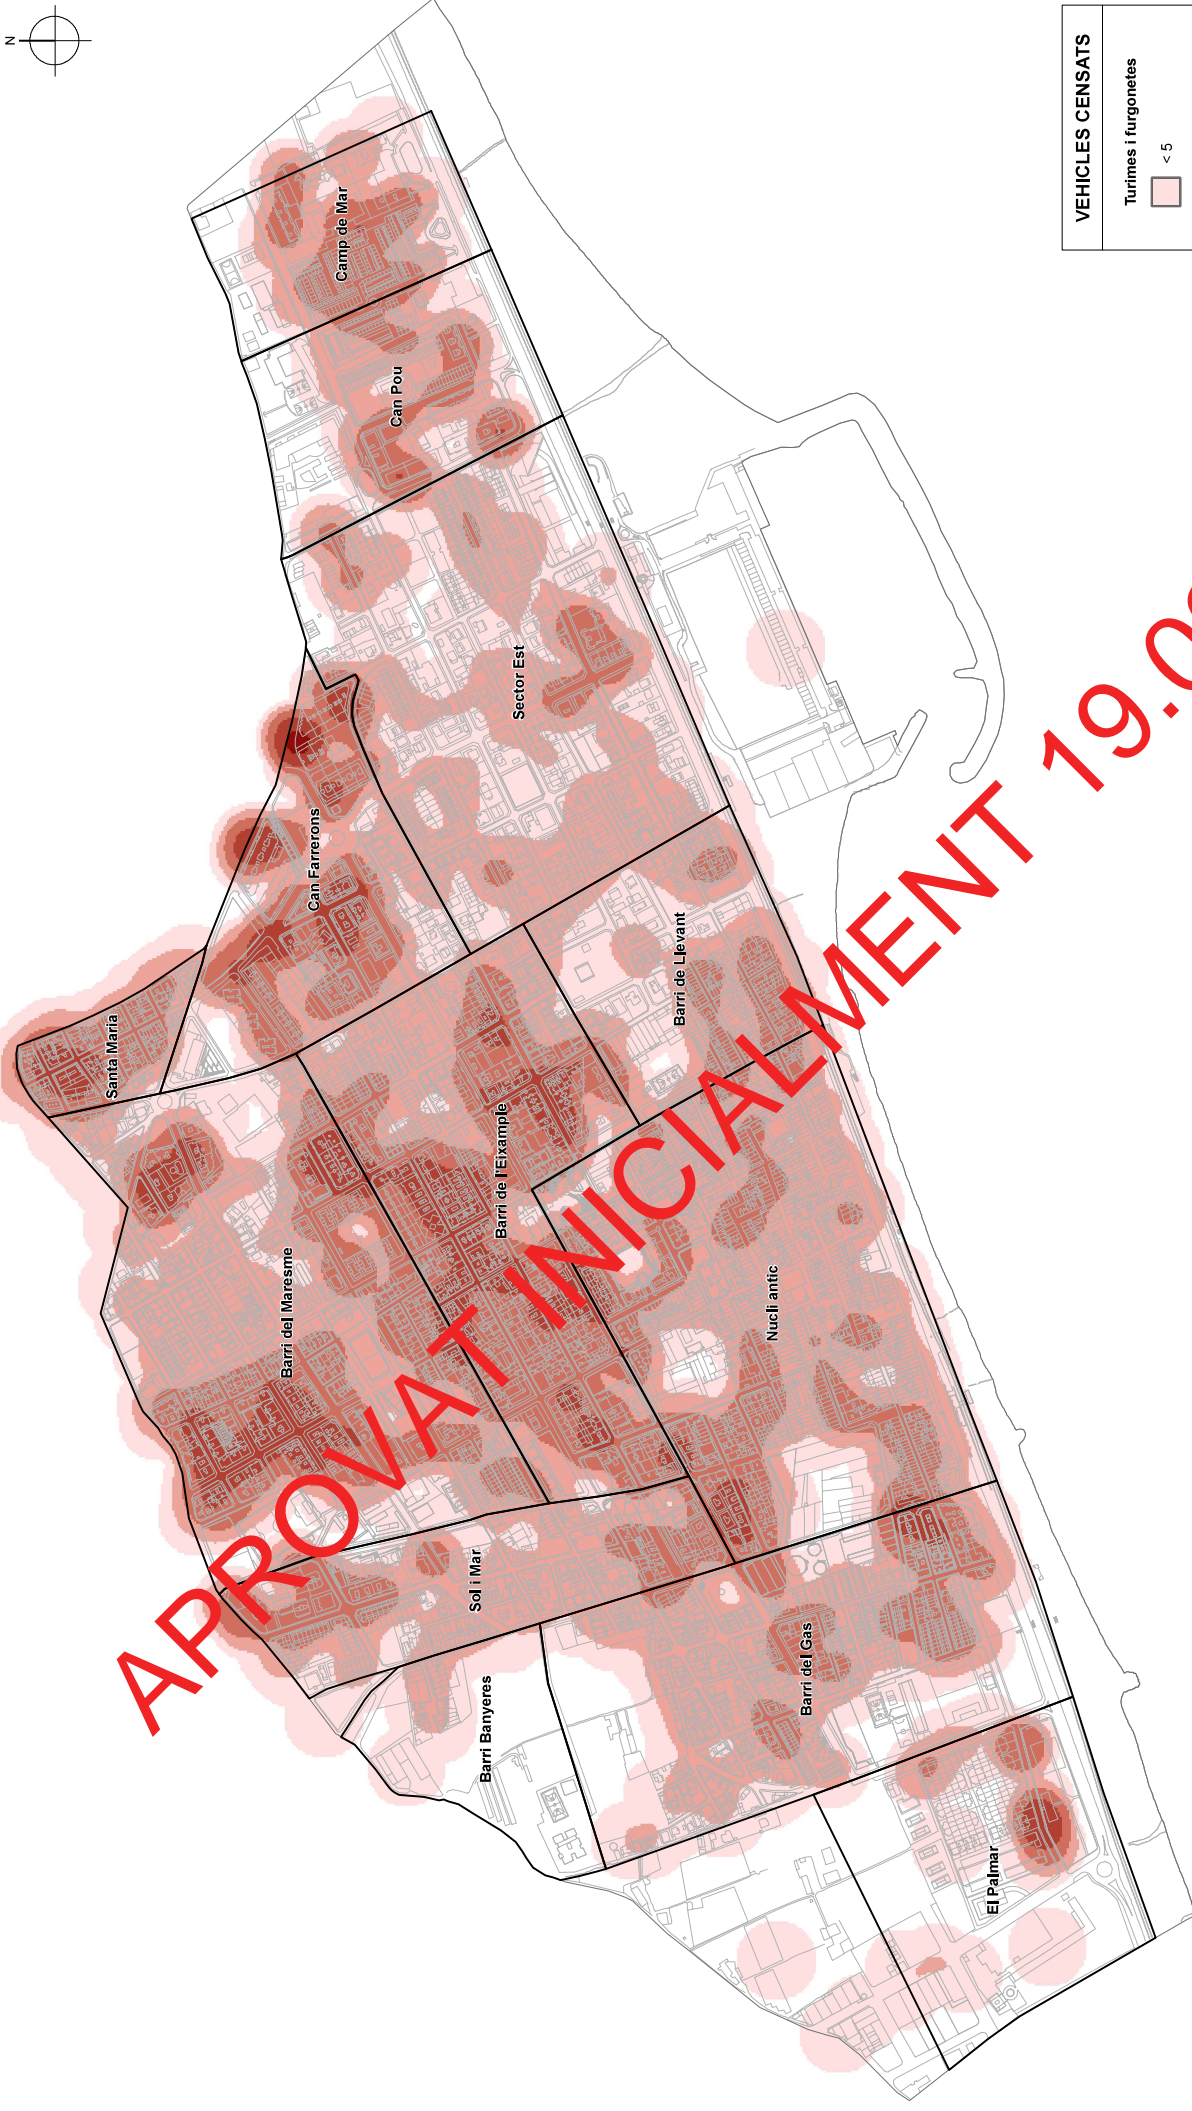 N
VEHICLES CENSATS
Turimes i furgonetes
< 5
Camp de Mar
Can Pou
Sector Est
Can Farrerons
Santa Maria
Barri de Llevant
Barri de l'Eixample
Barri del Maresme
Nucli antic
Sol i Mar
Barri del Gas
Barri Banyeres
El Palmar
APROVAT INICIALMENT 19.0